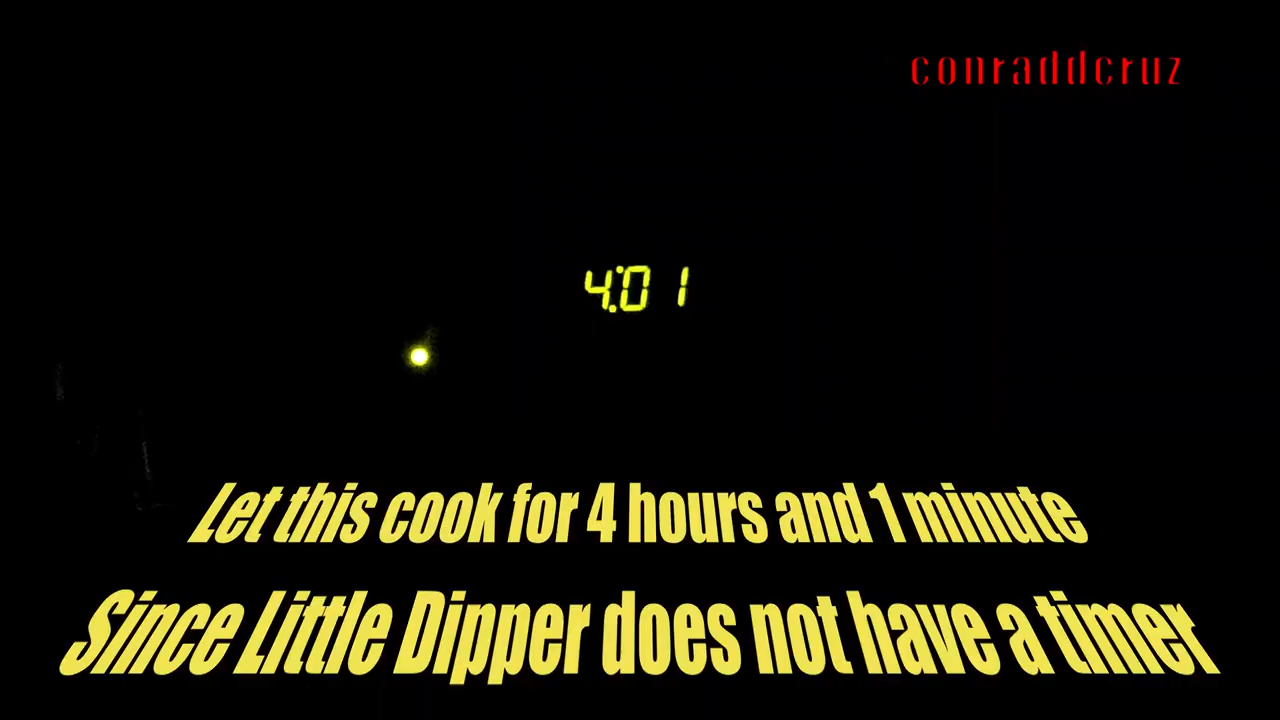 conraddcruz
4:01
Let this cook for 4 hours and 1 minute
Since Little Dipper does not have a timer